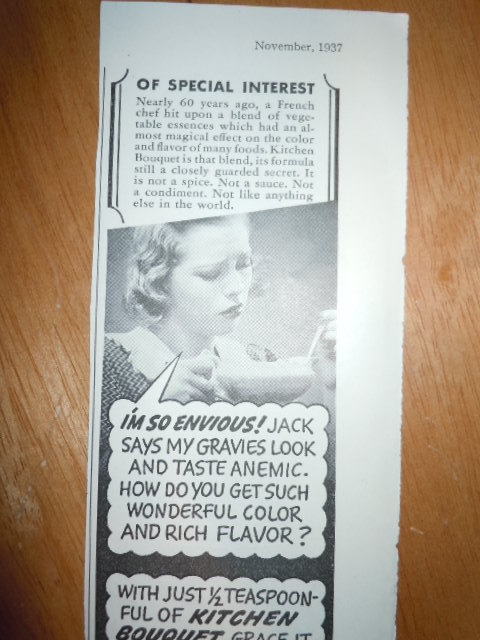 November, 1937
OF SPECIAL INTEREST
Nearly 60 years ago, a French
chef hit upon a blend of vege-
table essences which had an al-
most magical effect on the color
and flavor of many foods. Kitchen
Bouquet is that blend, its formula
still a closely guarded secret. It
is not a spice. Not a sauce. Not
a condiment. Not like anything
else in the world.
I'M SO ENVIOUS! JACK
SAYS MY GRAVIES LOOK
AND TASTE ANEMIC.
HOW DO YOU GET SUCH
WONDERFUL COLOR
AND RICH FLAVOR?
WITH JUST ½ TEASPOON-
FUL OF KITCHEN
BOUQUET, GRACE, IT